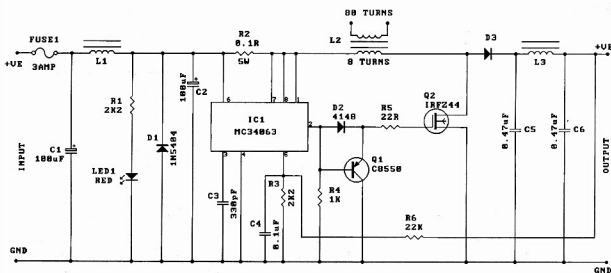 80 TURNS
FUSE1
+VE
3AMP
L1
R2
0.1R
5W
L2
8 TURNS
D3
L3
+VE
100uF
C2
R1
2K2
D1
1N5404
6
7
8
1
IC1
MC34063
2
3
4
5
D2
4148
R5
22R
Q2
IRFZ44
0.47uF
C5
0.47uF
C6
INPUT
C1
100uF
LED1
RED
C3
330pF
C4
0.1uF
R3
2K2
R4
1K
Q1
C8550
R6
22K
OUTPUT
GND
GND